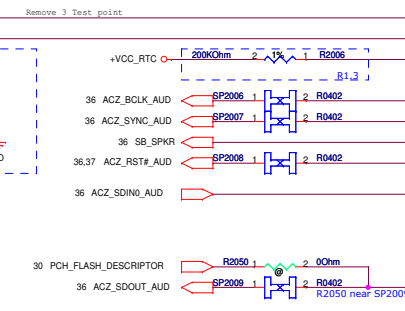 Remove 3 Test point
+VCC_RTC 200KOhm 2 1% 1 R2006
R1.3
36 ACZ_BCLK_AUD SP2006 1 2 R0402
36 ACZ_SYNC_AUD SP2007 1 2 R0402
36 SB_SPKR
36,37 ACZ_RST#_AUD SP2008 1 2 R0402
36 ACZ_SDIN0_AUD
30 PCH_FLASH_DESCRIPTOR R2050 1 @ 2 0Ohm
36 ACZ_SDOUT_AUD SP2009 1 2 R0402
R2050 near SP2009